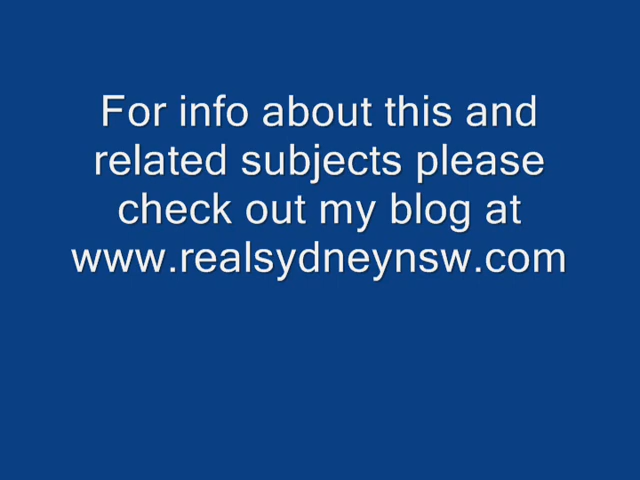 For info about this and
related subjects please
check out my blog at
www.realsydneynsw.com